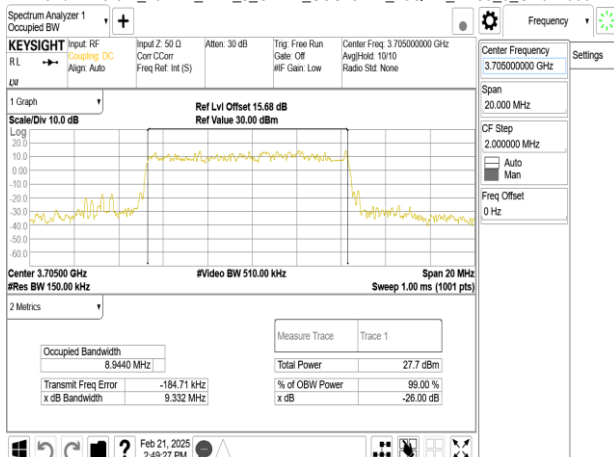 Spectrum Analyzer 1
Occupied BW
+
Frequency
KEYSIGHT
RL
LXI
Input: RF
Coupling: DC
Align: Auto
Input Z: 50 Ω
Corr CCorr
Freq Ref: Int (S)
Atten: 30 dB
Trig: Free Run
Gate: Off
#IF Gain: Low
Center Freq: 3.705000000 GHz
Avg|Hold: 10/10
Radio Std: None
Center Frequency
3.705000000 GHz
Settings
Span
20.000 MHz
CF Step
2.000000 MHz
Auto
Man
Freq Offset
0 Hz
1 Graph
Scale/Div 10.0 dB
Ref Lvl Offset 15.68 dB
Ref Value 30.00 dBm
Log
20.0
10.0
0.00
-10.0
-20.0
-30.0
-40.0
-50.0
-60.0
Center 3.70500 GHz
#Video BW 510.00 kHz
Span 20 MHz
#Res BW 150.00 kHz
Sweep 1.00 ms (1001 pts)
2 Metrics
Measure Trace
Trace 1
Occupied Bandwidth
8.9440 MHz
Total Power
27.7 dBm
Transmit Freq Error
-184.71 kHz
% of OBW Power
99.00 %
x dB Bandwidth
9.332 MHz
x dB
-26.00 dB
?
Feb 21, 2025
2:49:27 PM